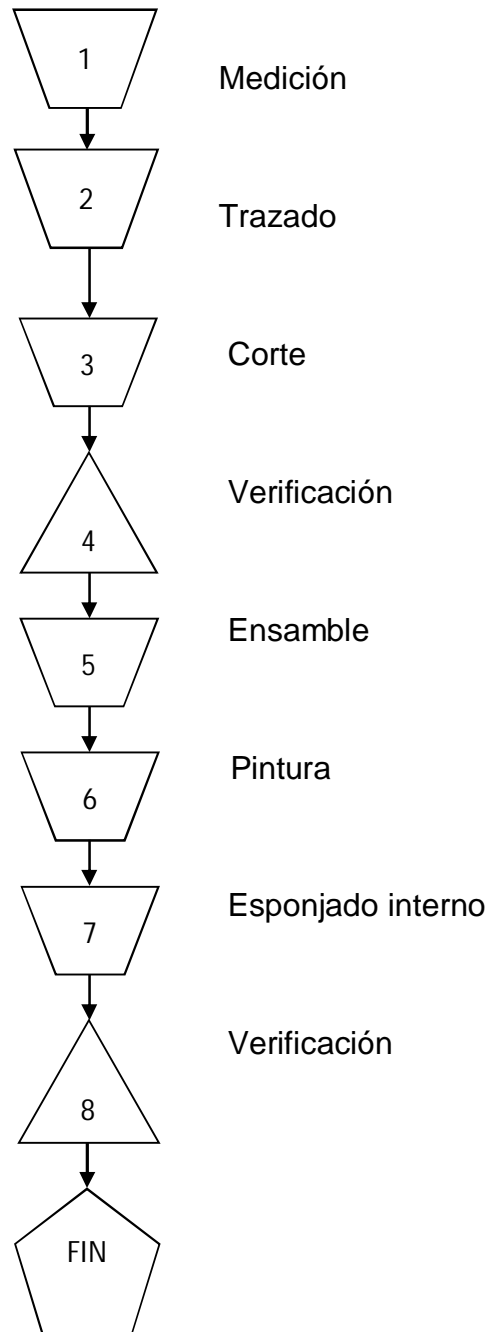 1
Medición
2
Trazado
3
Corte
Verificación
4
Ensamble
5
Pintura
6
Esponjado interno
7
Verificación
8
FIN